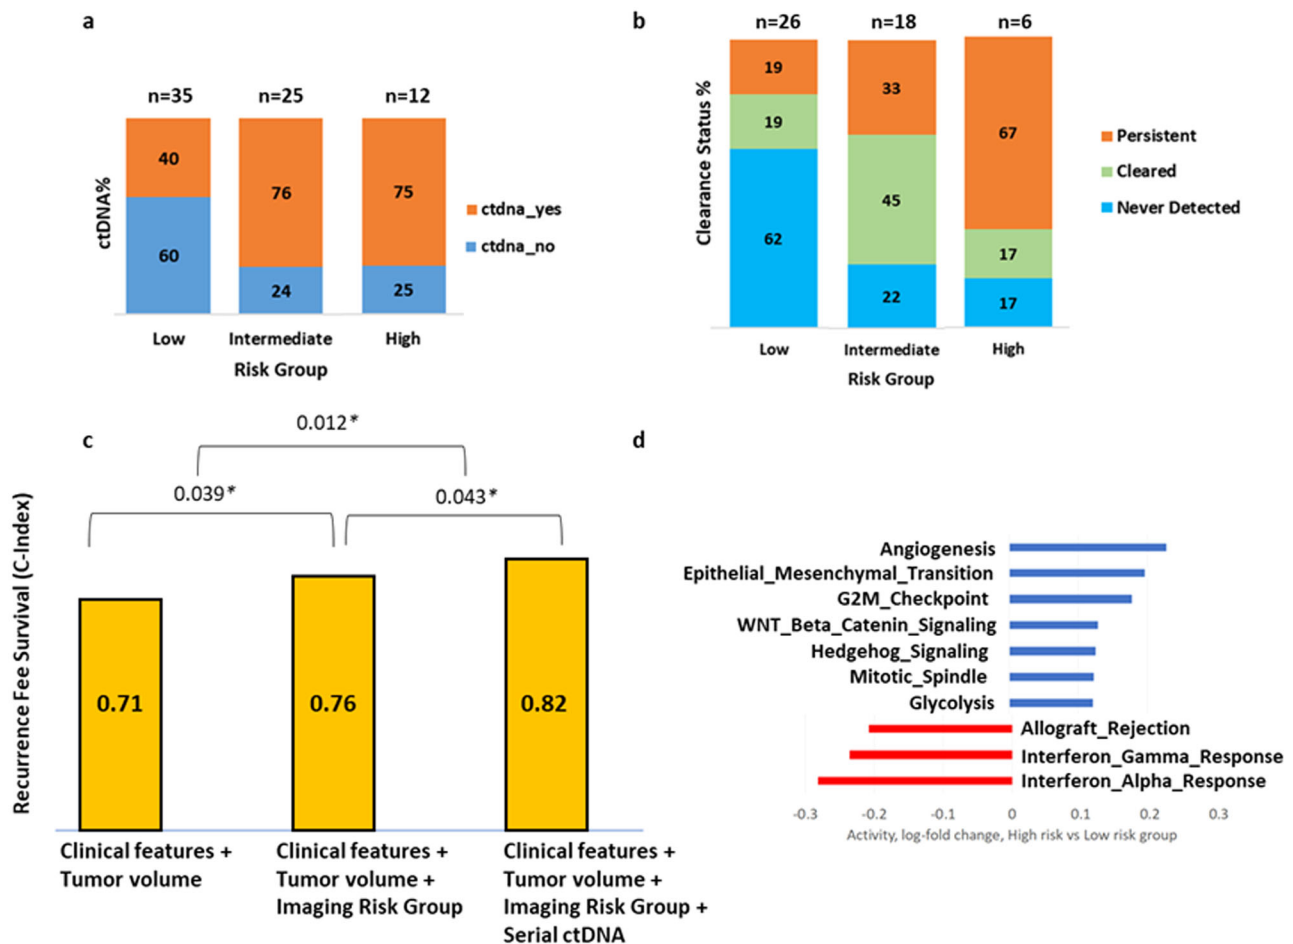 a
n=35
n=25
n=12
ctDNA%
40
76
75
60
24
25
ctdna_yes
ctdna_no
Low
Intermediate
High
Risk Group
b
n=26
n=18
n=6
Clearance Status %
19
33
67
19
45
17
62
22
17
Persistent
Cleared
Never Detected
Low
Intermediate
High
Risk Group
c
0.012*
0.039*
0.043*
Recurrence Fee Survival (C-Index)
0.71
0.76
0.82
Clinical features +
Tumor volume
Clinical features +
Tumor volume +
Imaging Risk Group
Clinical features +
Tumor volume +
Imaging Risk Group +
Serial ctDNA
d
Angiogenesis
Epithelial_Mesenchymal_Transition
G2M_Checkpoint
WNT_Beta_Catenin_Signaling
Hedgehog_Signaling
Mitotic_Spindle
Glycolysis
Allograft_Rejection
Interferon_Gamma_Response
Interferon_Alpha_Response
-0.3 -0.2 -0.1 0 0.1 0.2 0.3
Activity, log-fold change, High risk vs Low risk group